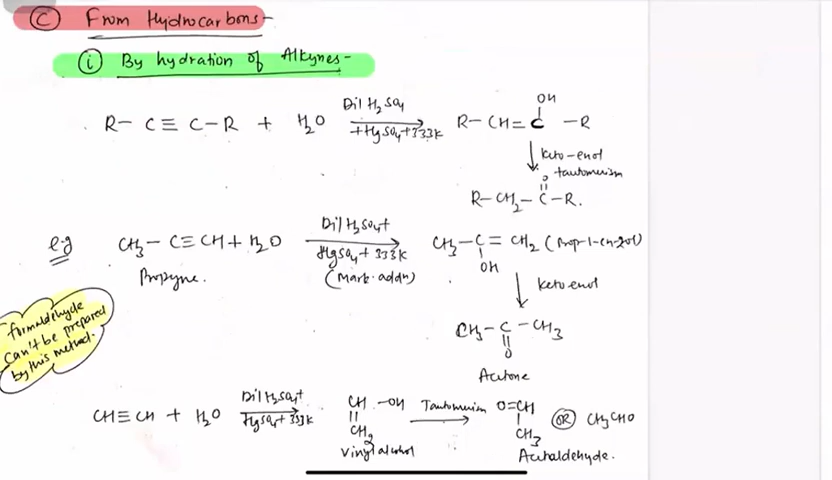 (C) From Hydrocarbons-
(i) By hydration of Alkynes-
R- C≡ C-R + H2O Dil H2SO4 +HgSO4+333K R- CH= C -R
OH
keto-enol tautomerism
R-CH2- C-R.
O
e.g CH3- C≡CH+H2O Dil H2SO4+ HgSO4+333K (Mark.addn) CH3-C= CH2 (Prop-1-en-2ol)
OH
Propyne.
keto enol
CH3-C-CH3
O
Acetone
formaldehyde
can't be prepared
by this method.
CH≡CH + H2O Dil H2SO4+ HgSO4+333K CH -OH Tautomerism O=CH (OR) CH3CHO
CH2 CH3
Vinyl alcohol Acetaldehyde.